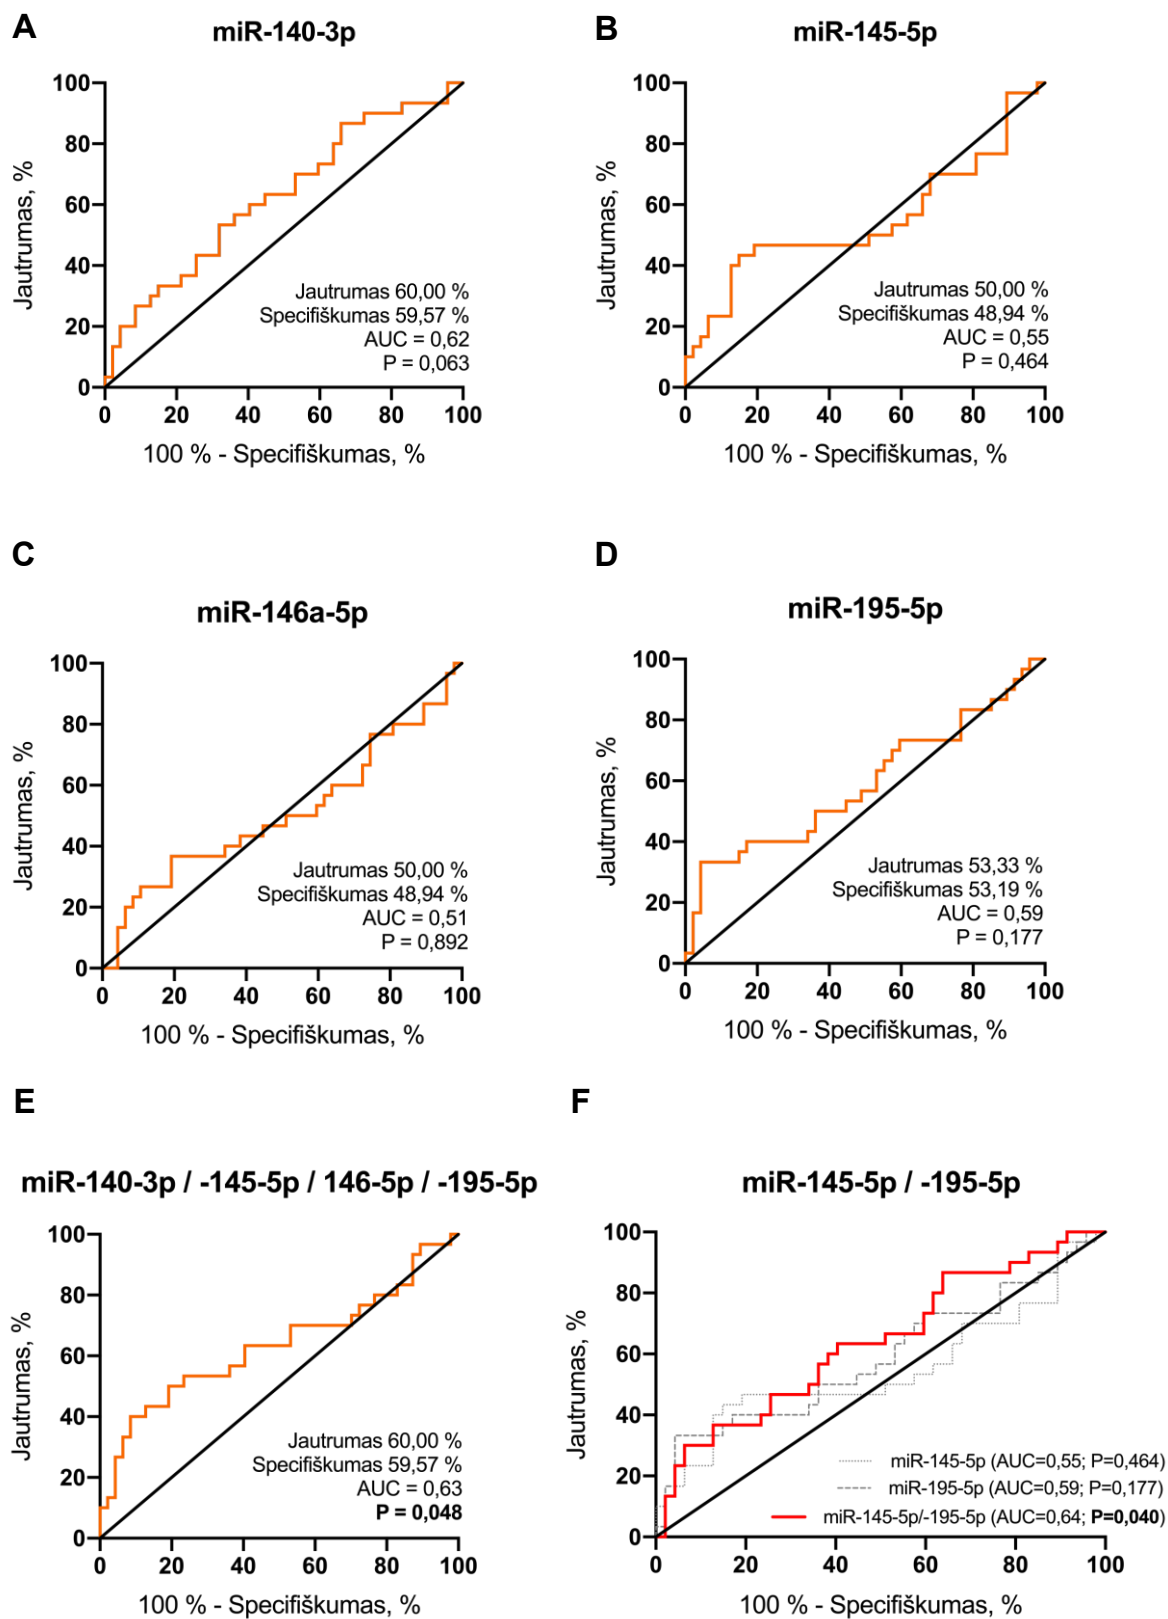 A
miR-140-3p
Jautrumas, %
100
80
60
40
20
0
Jautrumas 60,00 %
Specifiškumas 59,57 %
AUC = 0,62
P = 0,063
0 20 40 60 80 100
100 % - Specifiškumas, %
B
miR-145-5p
Jautrumas, %
100
80
60
40
20
0
Jautrumas 50,00 %
Specifiškumas 48,94 %
AUC = 0,55
P = 0,464
0 20 40 60 80 100
100 % - Specifiškumas, %
C
miR-146a-5p
Jautrumas, %
100
80
60
40
20
0
Jautrumas 50,00 %
Specifiškumas 48,94 %
AUC = 0,51
P = 0,892
0 20 40 60 80 100
100 % - Specifiškumas, %
D
miR-195-5p
Jautrumas, %
100
80
60
40
20
0
Jautrumas 53,33 %
Specifiškumas 53,19 %
AUC = 0,59
P = 0,177
0 20 40 60 80 100
100 % - Specifiškumas, %
E
miR-140-3p / -145-5p / 146-5p / -195-5p
Jautrumas, %
100
80
60
40
20
0
Jautrumas 60,00 %
Specifiškumas 59,57 %
AUC = 0,63
P = 0,048
0 20 40 60 80 100
100 % - Specifiškumas, %
F
miR-145-5p / -195-5p
Jautrumas, %
100
80
60
40
20
0
miR-145-5p (AUC=0,55; P=0,464)
miR-195-5p (AUC=0,59; P=0,177)
miR-145-5p/-195-5p (AUC=0,64; P=0,040)
0 20 40 60 80 100
100 % - Specifiškumas, %